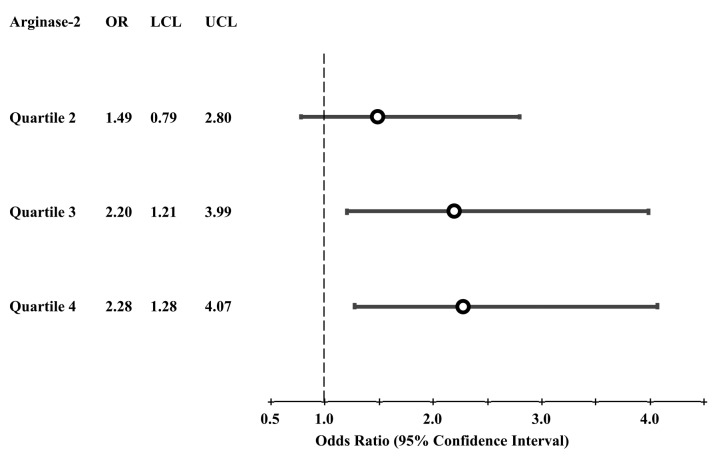 Arginase-2 OR LCL UCL
Quartile 2 1.49 0.79 2.80
Quartile 3 2.20 1.21 3.99
Quartile 4 2.28 1.28 4.07
0.5 1.0 2.0 3.0 4.0
Odds Ratio (95% Confidence Interval)